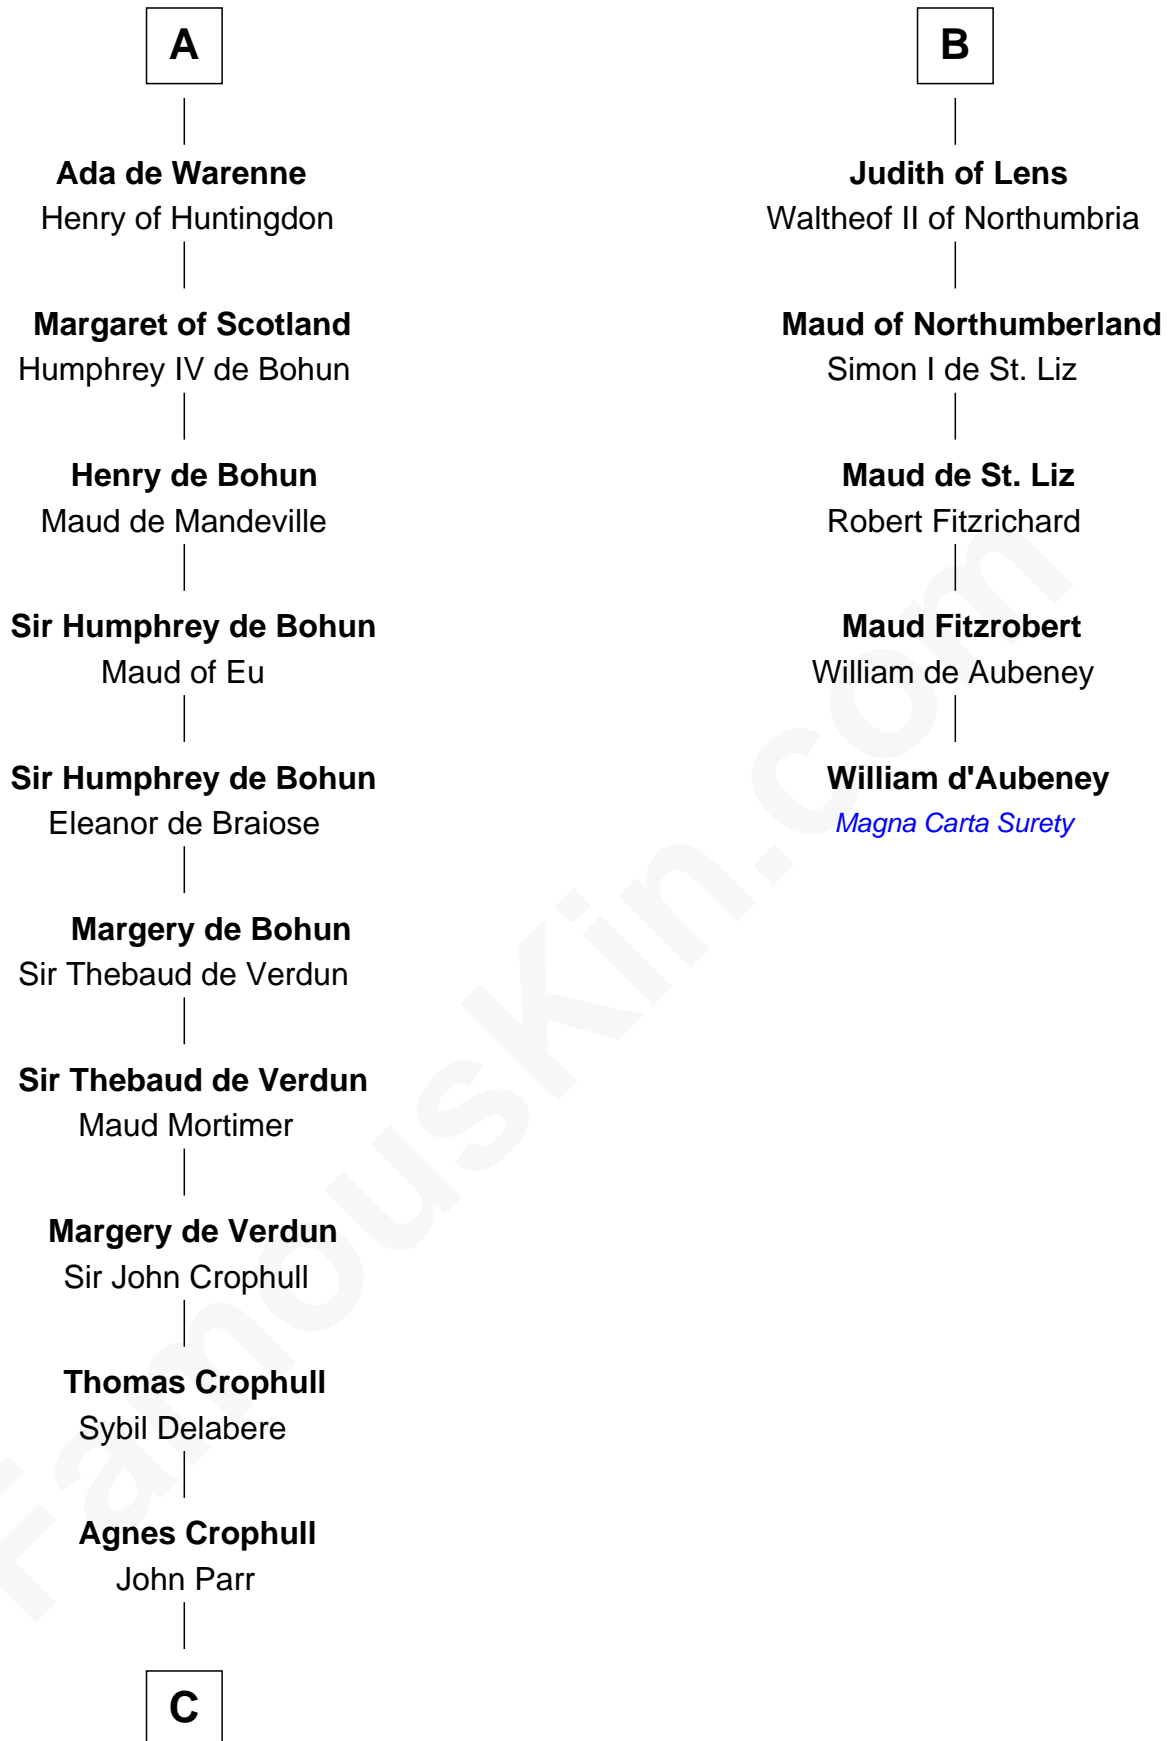 A
Ada de Warenne
Henry of Huntingdon
Margaret of Scotland
Humphrey IV de Bohun
Henry de Bohun
Maud de Mandeville
Sir Humphrey de Bohun
Maud of Eu
Sir Humphrey de Bohun
Eleanor de Braiose
Margery de Bohun
Sir Thebaud de Verdun
Sir Thebaud de Verdun
Maud Mortimer
Margery de Verdun
Sir John Crophull
Thomas Crophull
Sybil Delabere
Agnes Crophull
John Parr
C
B
Judith of Lens
Waltheof II of Northumbria
Maud of Northumberland
Simon I de St. Liz
Maud de St. Liz
Robert Fitzrichard
Maud Fitzrobert
William de Aubeney
William d'Aubeney
Magna Carta Surety
FamousKin.com